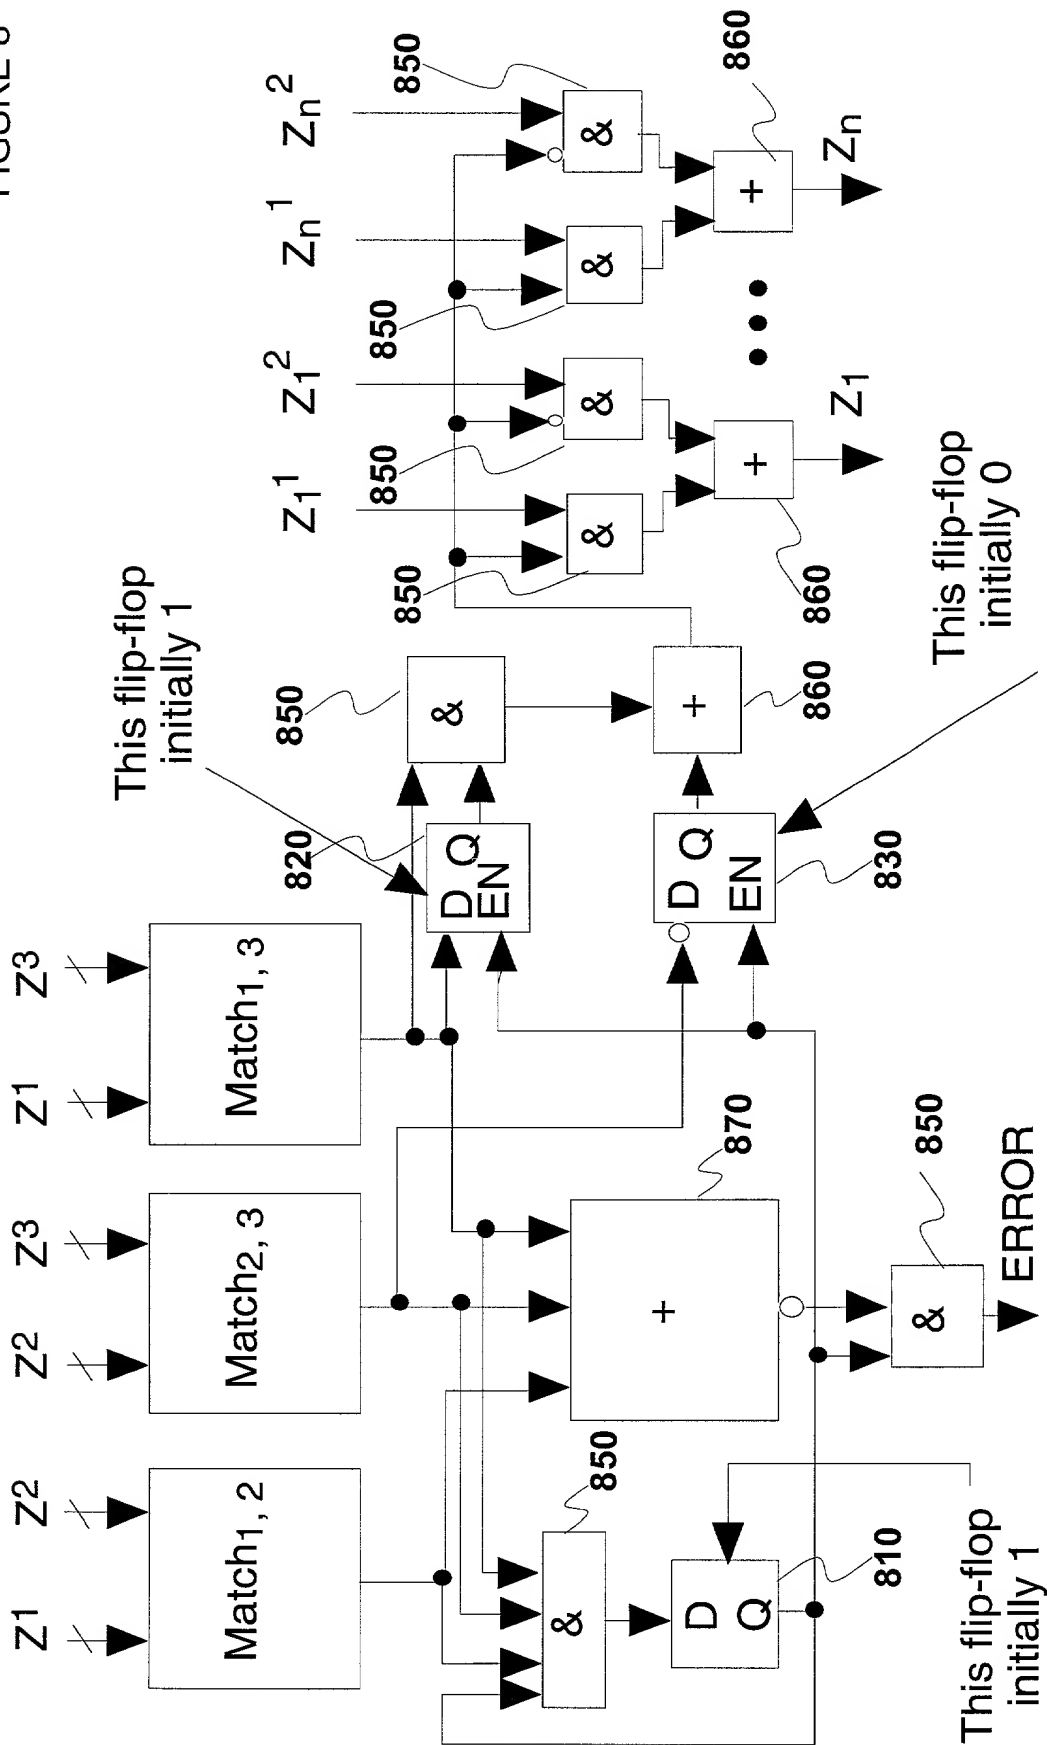 FIGURE
Z1 Z2 Z2 Z3 Z1 Z3
Match1, 2
Match2, 3
Match1, 3
This flip-flop
initially 1
Z1^1 Z1^2 Zn^1 Zn^2
850
850
850
850
850
820
D Q
EN
&
&
&
&
&
850
&
870
+
D
Q
810
D Q
EN
830
+
860
+
860
+
860
Z1
•••
Zn
This flip-flop
initially 1
&
850
ERROR
This flip-flop
initially 0